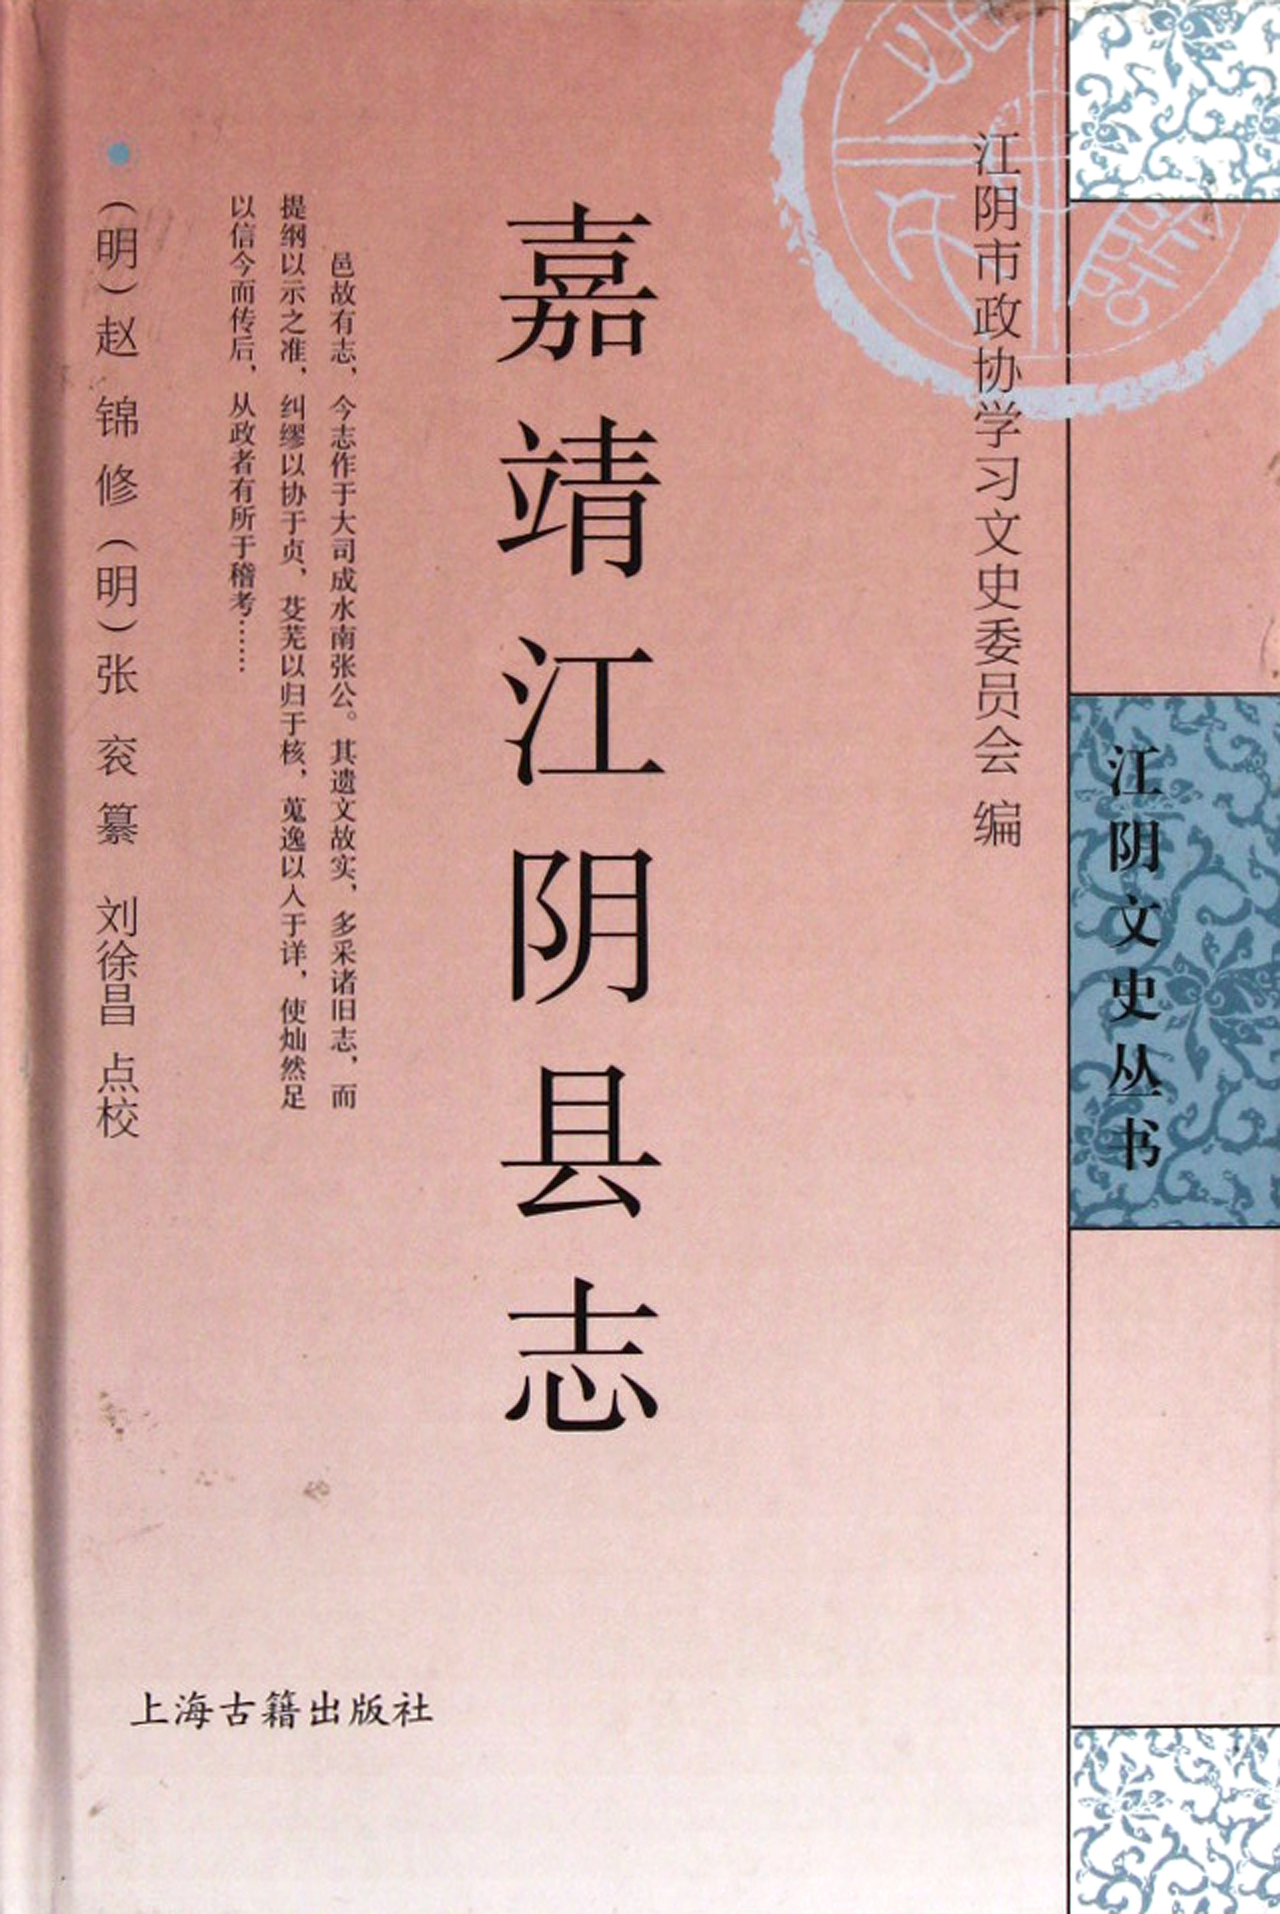 江阴文史丛书
江阴市政协学习文史委员会 编
嘉靖江阴县志
邑故有志，今志作于大司成水南张公。其遗文故实，多采诸旧志，而
提纲以示之准，纠缪以协于贞，芟芜以归于核，蒐逸以入于详，使灿然足
以信今而传后，从政者有所于稽考……
（明）赵 锦 修（明）张 衮 纂 刘徐昌 点校
上海古籍出版社